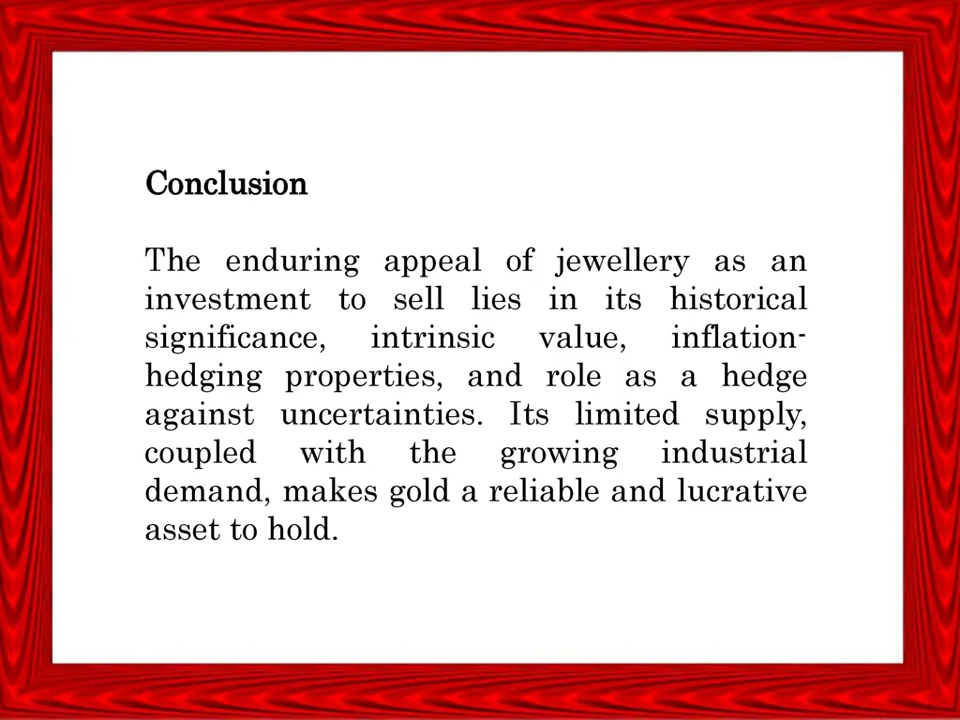 Conclusion
The enduring appeal of jewellery as an
investment to sell lies in its historical
significance, intrinsic value, inflation-
hedging properties, and role as a hedge
against uncertainties. Its limited supply,
coupled with the growing industrial
demand, makes gold a reliable and lucrative
asset to hold.